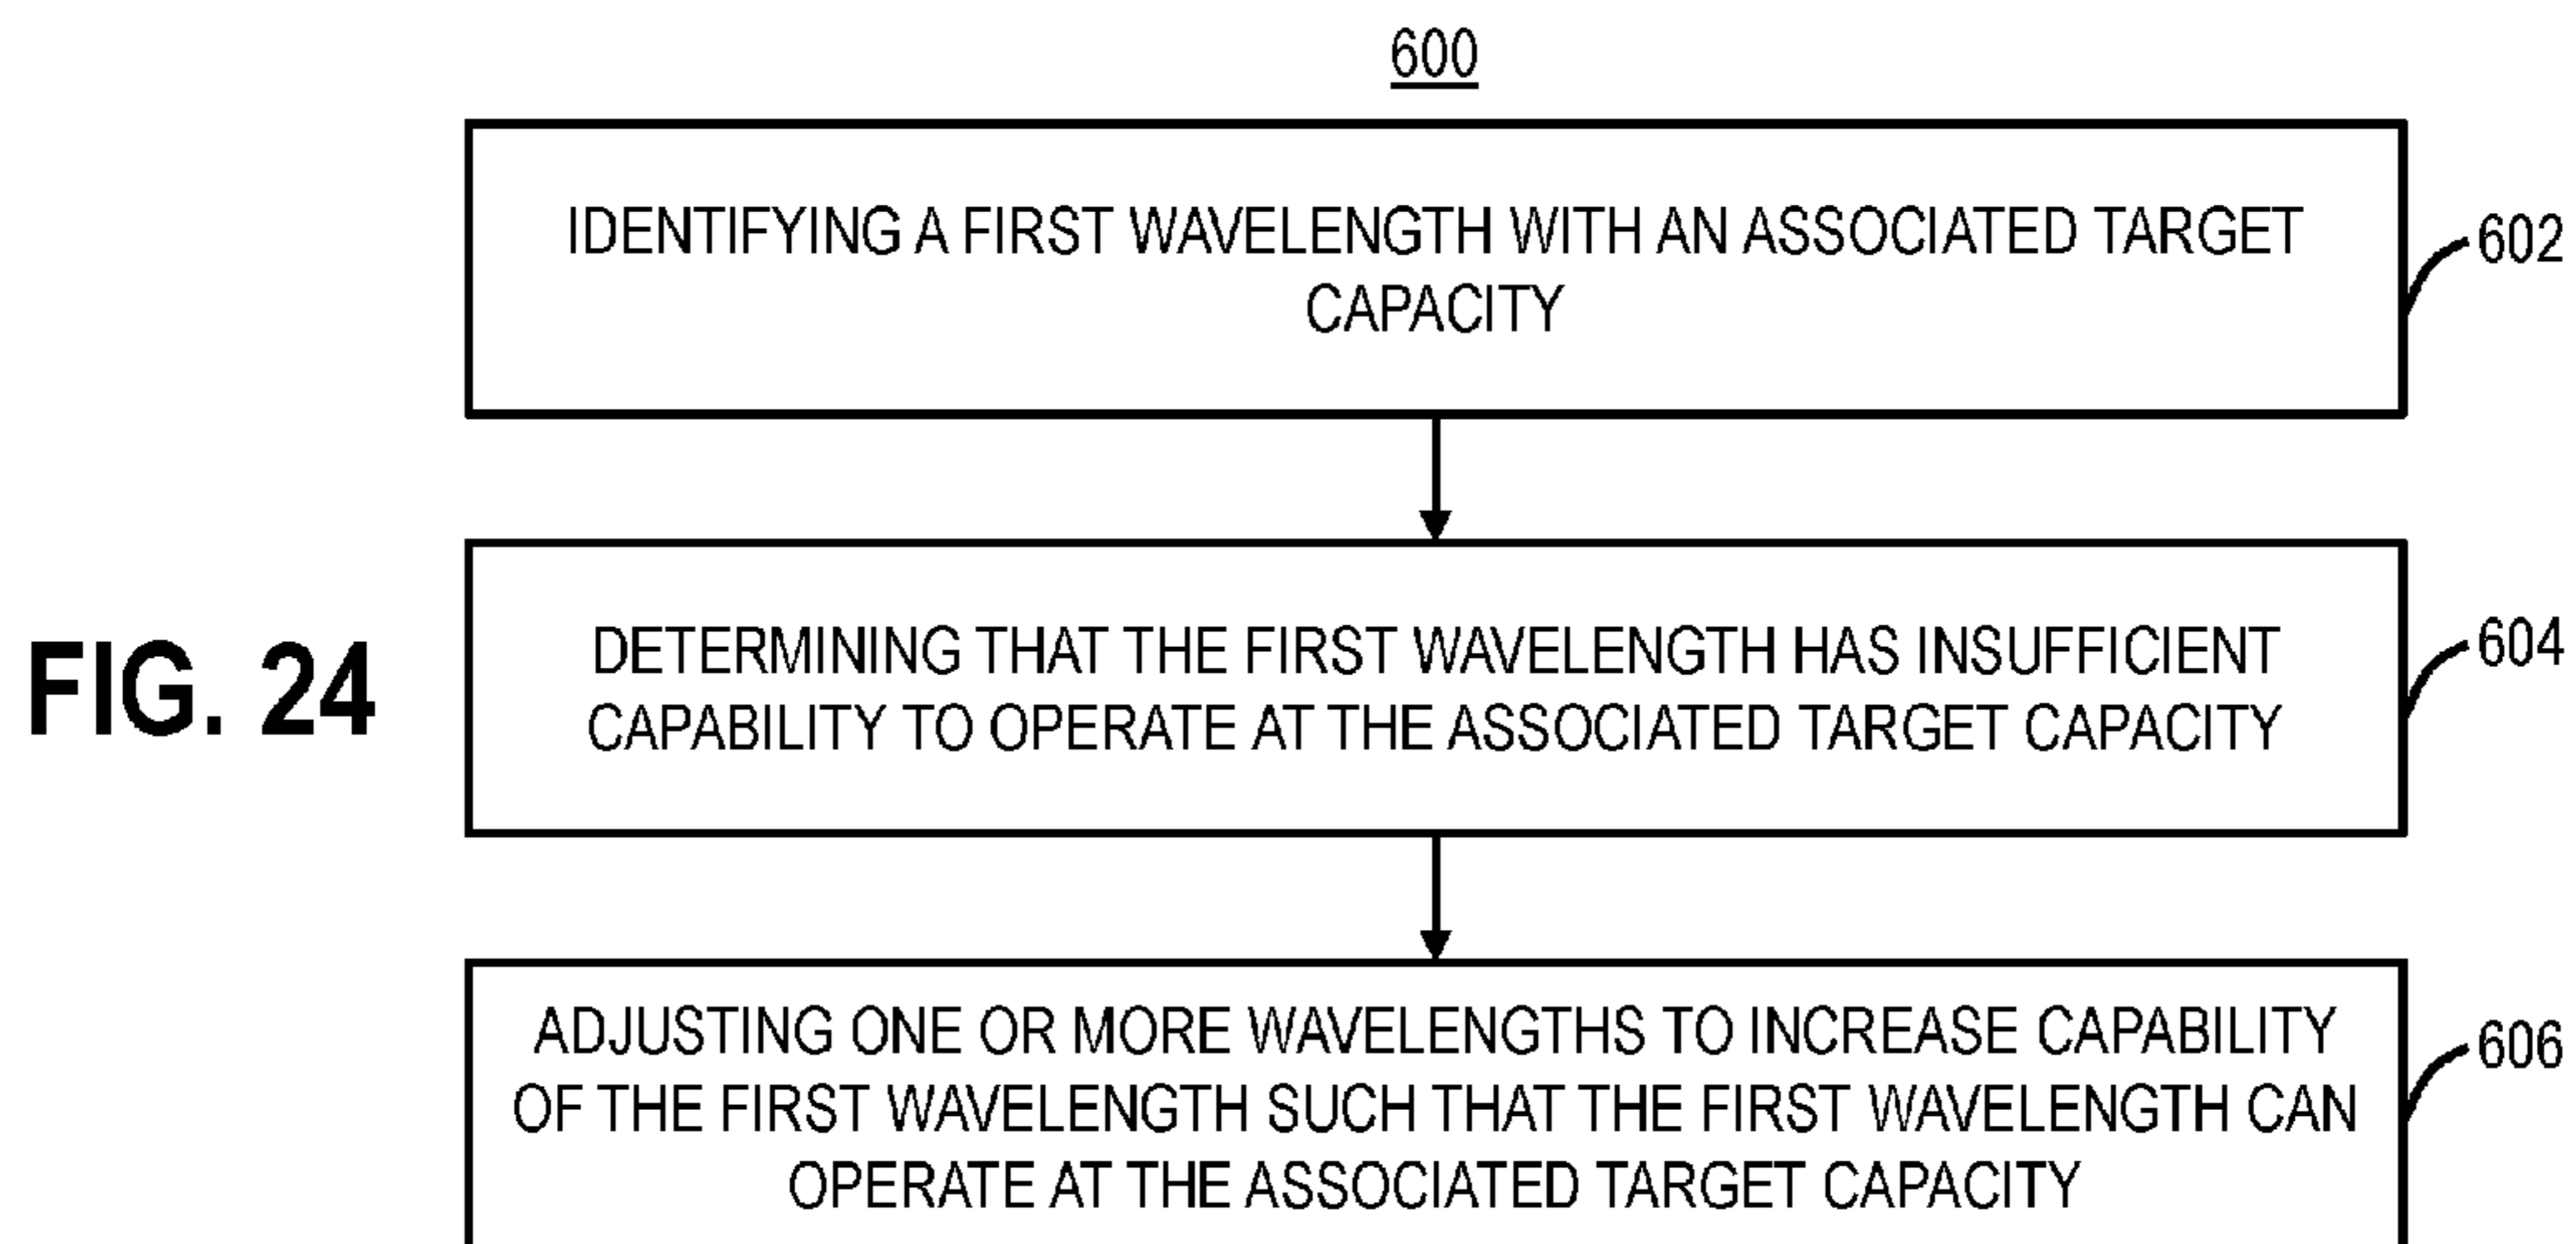 600
IDENTIFYING A FIRST WAVELENGTH WITH AN ASSOCIATED TARGET
CAPACITY
602
DETERMINING THAT THE FIRST WAVELENGTH HAS INSUFFICIENT
CAPABILITY TO OPERATE AT THE ASSOCIATED TARGET CAPACITY
604
FIG. 24
ADJUSTING ONE OR MORE WAVELENGTHS TO INCREASE CAPABILITY
OF THE FIRST WAVELENGTH SUCH THAT THE FIRST WAVELENGTH CAN
OPERATE AT THE ASSOCIATED TARGET CAPACITY
606